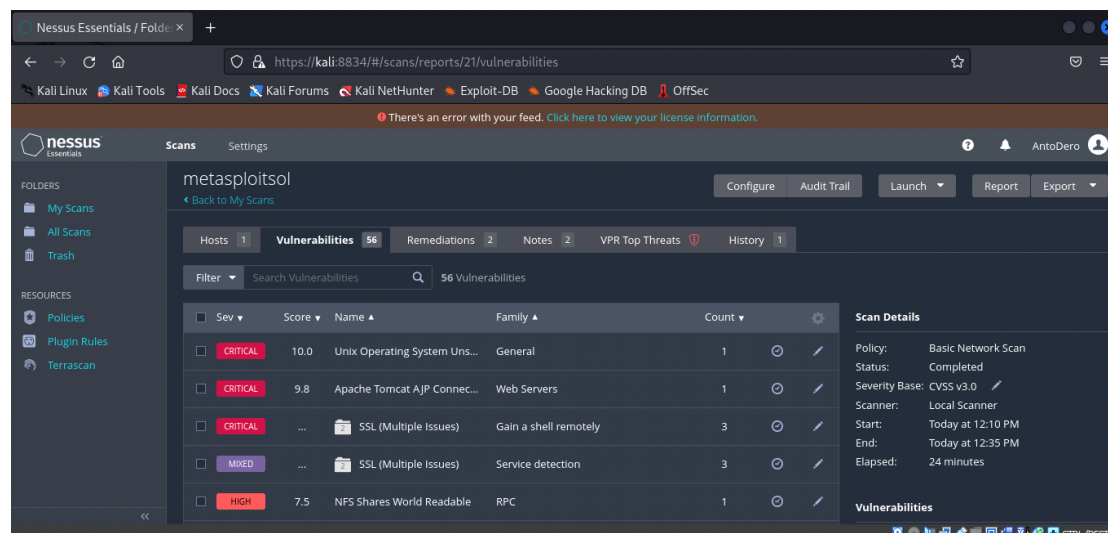 Nessus Essentials / Folde
https://kali:8834/#/scans/reports/21/vulnerabilities
Kali Linux Kali Tools Kali Docs Kali Forums Kali NetHunter Exploit-DB Google Hacking DB OffSec
There's an error with your feed. Click here to view your license information.
nessus Essentials Scans Settings AntoDero
FOLDERS
My Scans
All Scans
Trash
RESOURCES
Policies
Plugin Rules
Terrascan
metasploitsol
Back to My Scans
Configure Audit Trail Launch Report Export
Hosts 1 Vulnerabilities 56 Remediations 2 Notes 2 VPR Top Threats History 1
Filter Search Vulnerabilities 56 Vulnerabilities
Sev Score Name Family Count
CRITICAL 10.0 Unix Operating System Uns... General 1
CRITICAL 9.8 Apache Tomcat AJP Connec... Web Servers 1
CRITICAL ... 2 SSL (Multiple Issues) Gain a shell remotely 3
MIXED ... 2 SSL (Multiple Issues) Service detection 3
HIGH 7.5 NFS Shares World Readable RPC 1
Scan Details
Policy: Basic Network Scan
Status: Completed
Severity Base: CVSS v3.0
Scanner: Local Scanner
Start: Today at 12:10 PM
End: Today at 12:35 PM
Elapsed: 24 minutes
Vulnerabilities